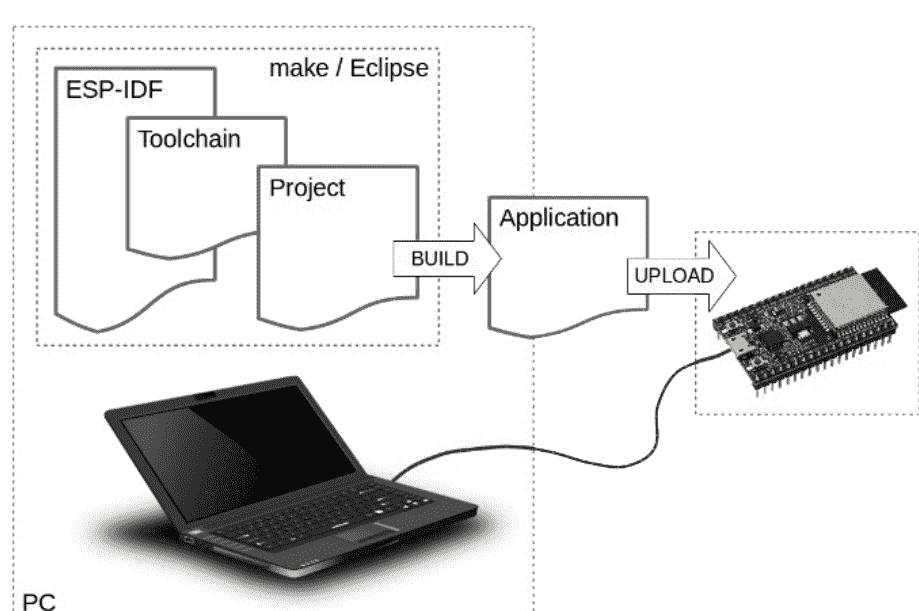 make / Eclipse
ESP-IDF
Toolchain
Project
BUILD
Application
UPLOAD
PC